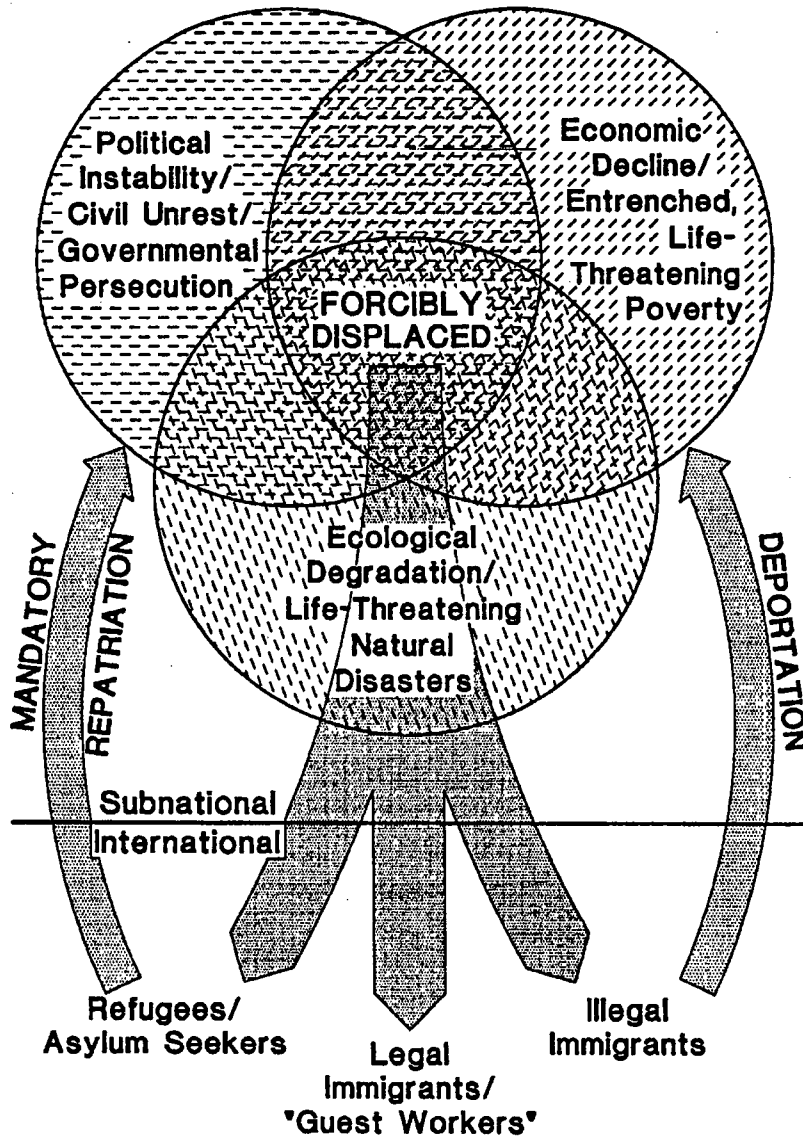 Political
Instability/
Civil Unrest/
Governmental
Persecution
Economic
Decline/
Entrenched,
Life-
Threatening
Poverty
FORCIBLY
DISPLACED
Ecological
Degradation/
Life-Threatening
Natural
Disasters
MANDATORY
REPATRIATION
DEPORTATION
Subnational
International
Refugees/
Asylum Seekers
Legal
Immigrants/
"Guest Workers"
Illegal
Immigrants